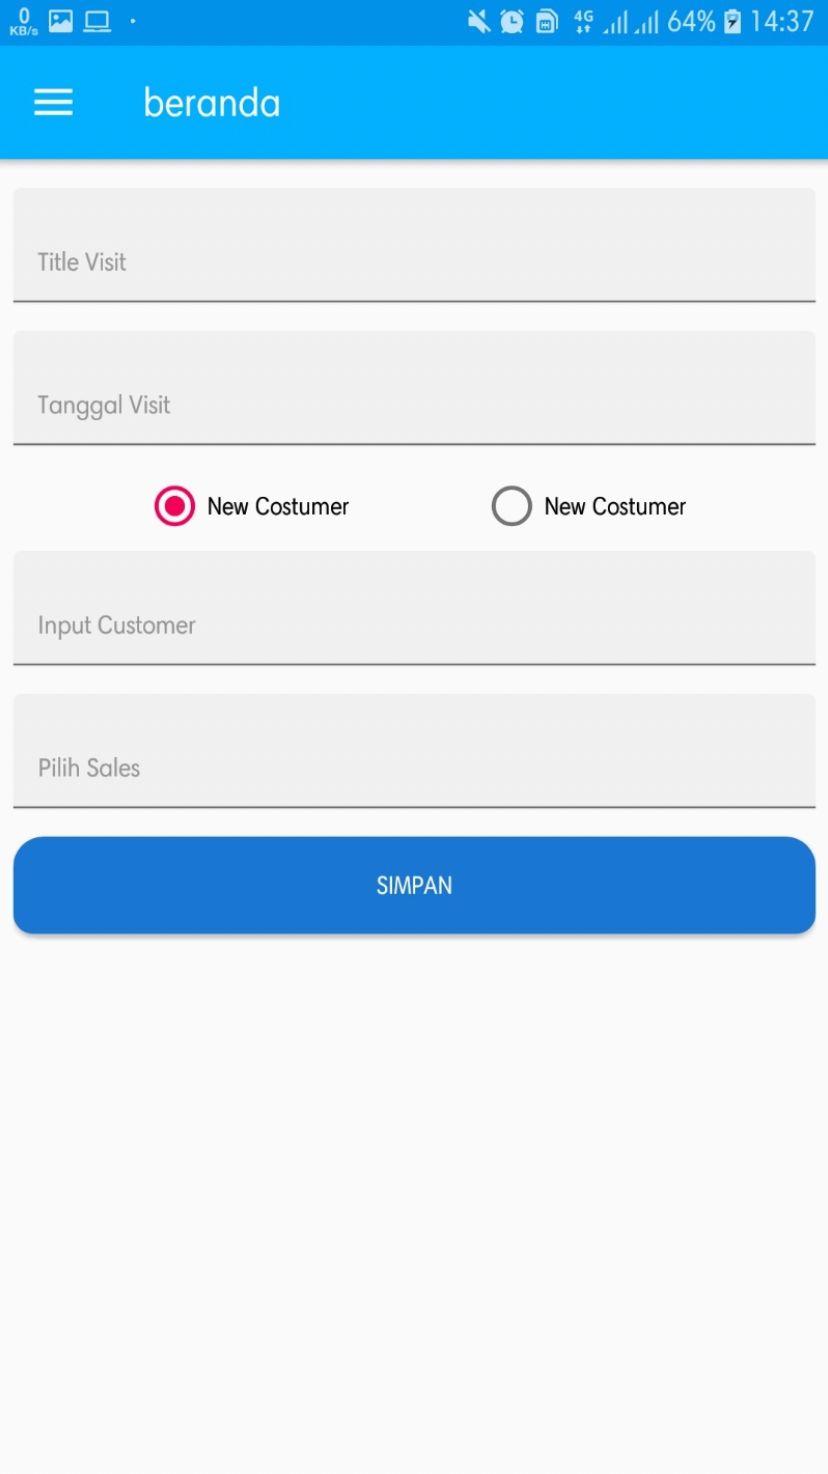 0
KB/s
4G
64%
14:37
beranda
Title Visit
Tanggal Visit
New Costumer
New Costumer
Input Customer
Pilih Sales
SIMPAN